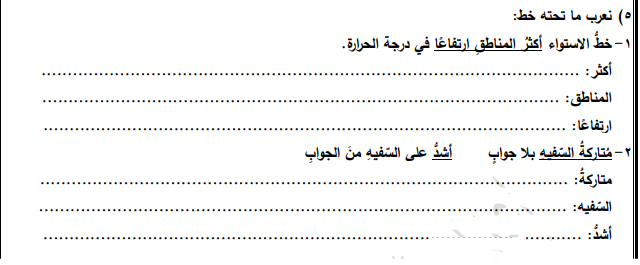 ٥) نعرب ما تحته خط:
١- خطُّ الاستواء أكثرُ المناطقِ ارتفاعًا في درجة الحرارة.
أكثر: ................................................................................
المناطق: ................................................................................
ارتفاعًا: ................................................................................
٢- مُتاركةُ السّفيهِ بلا جوابٍ أشدُّ على السّفيهِ منَ الجوابِ
متاركةُ: ................................................................................
السّفيه: ................................................................................
أشدُّ: ................................................................................